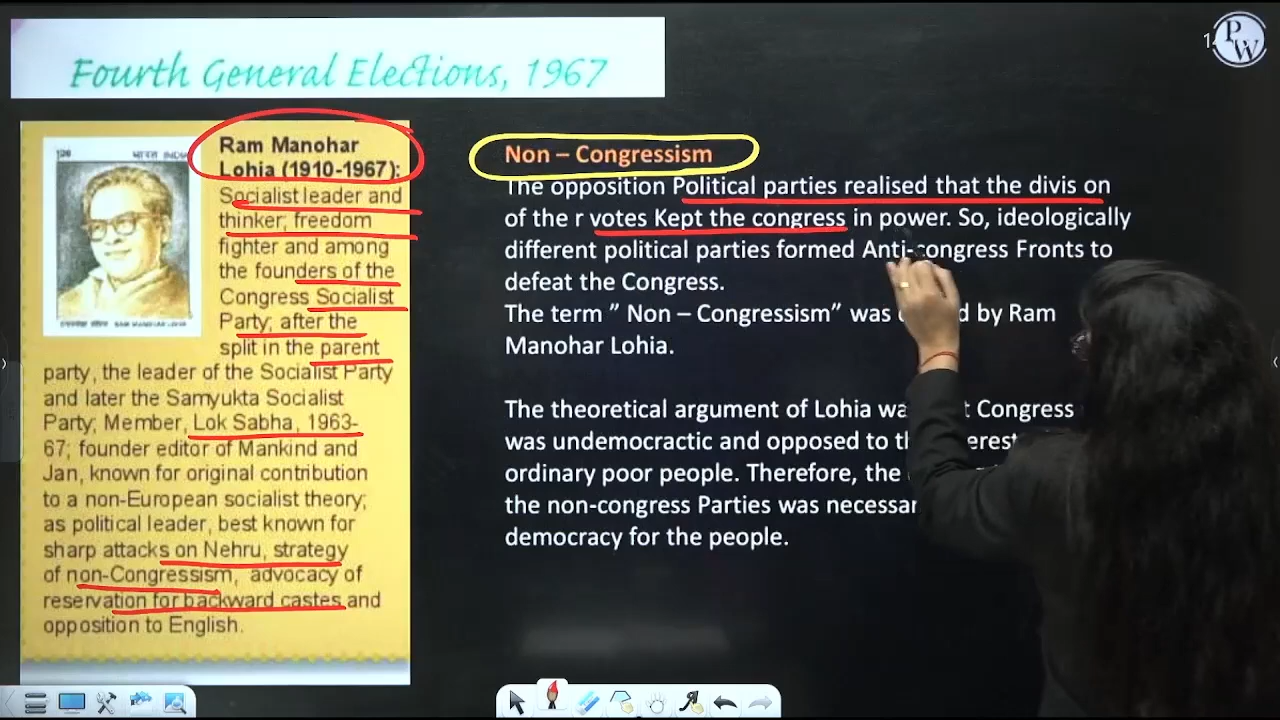 Fourth General Elections, 1967
PW
Ram Manohar
Lohia (1910-1967):
Socialist leader and
thinker; freedom
fighter and among
the founders of the
Congress Socialist
Party; after the
split in the parent
party, the leader of the Socialist Party
and later the Samyukta Socialist
Party; Member, Lok Sabha, 1963-
67; founder editor of Mankind and
Jan, known for original contribution
to a non-European socialist theory;
as political leader, best known for
sharp attacks on Nehru, strategy
of non-Congressism, advocacy of
reservation for backward castes and
opposition to English.
Non – Congressism
The opposition Political parties realised that the divis on
of the r votes Kept the congress in power. So, ideologically
different political parties formed Anti-congress Fronts to
defeat the Congress.
The term ” Non – Congressism” was by Ram
Manohar Lohia.
The theoretical argument of Lohia Congress
was undemocractic and opposed to
ordinary poor people. Therefore, the
the non-congress Parties was
democracy for the people.